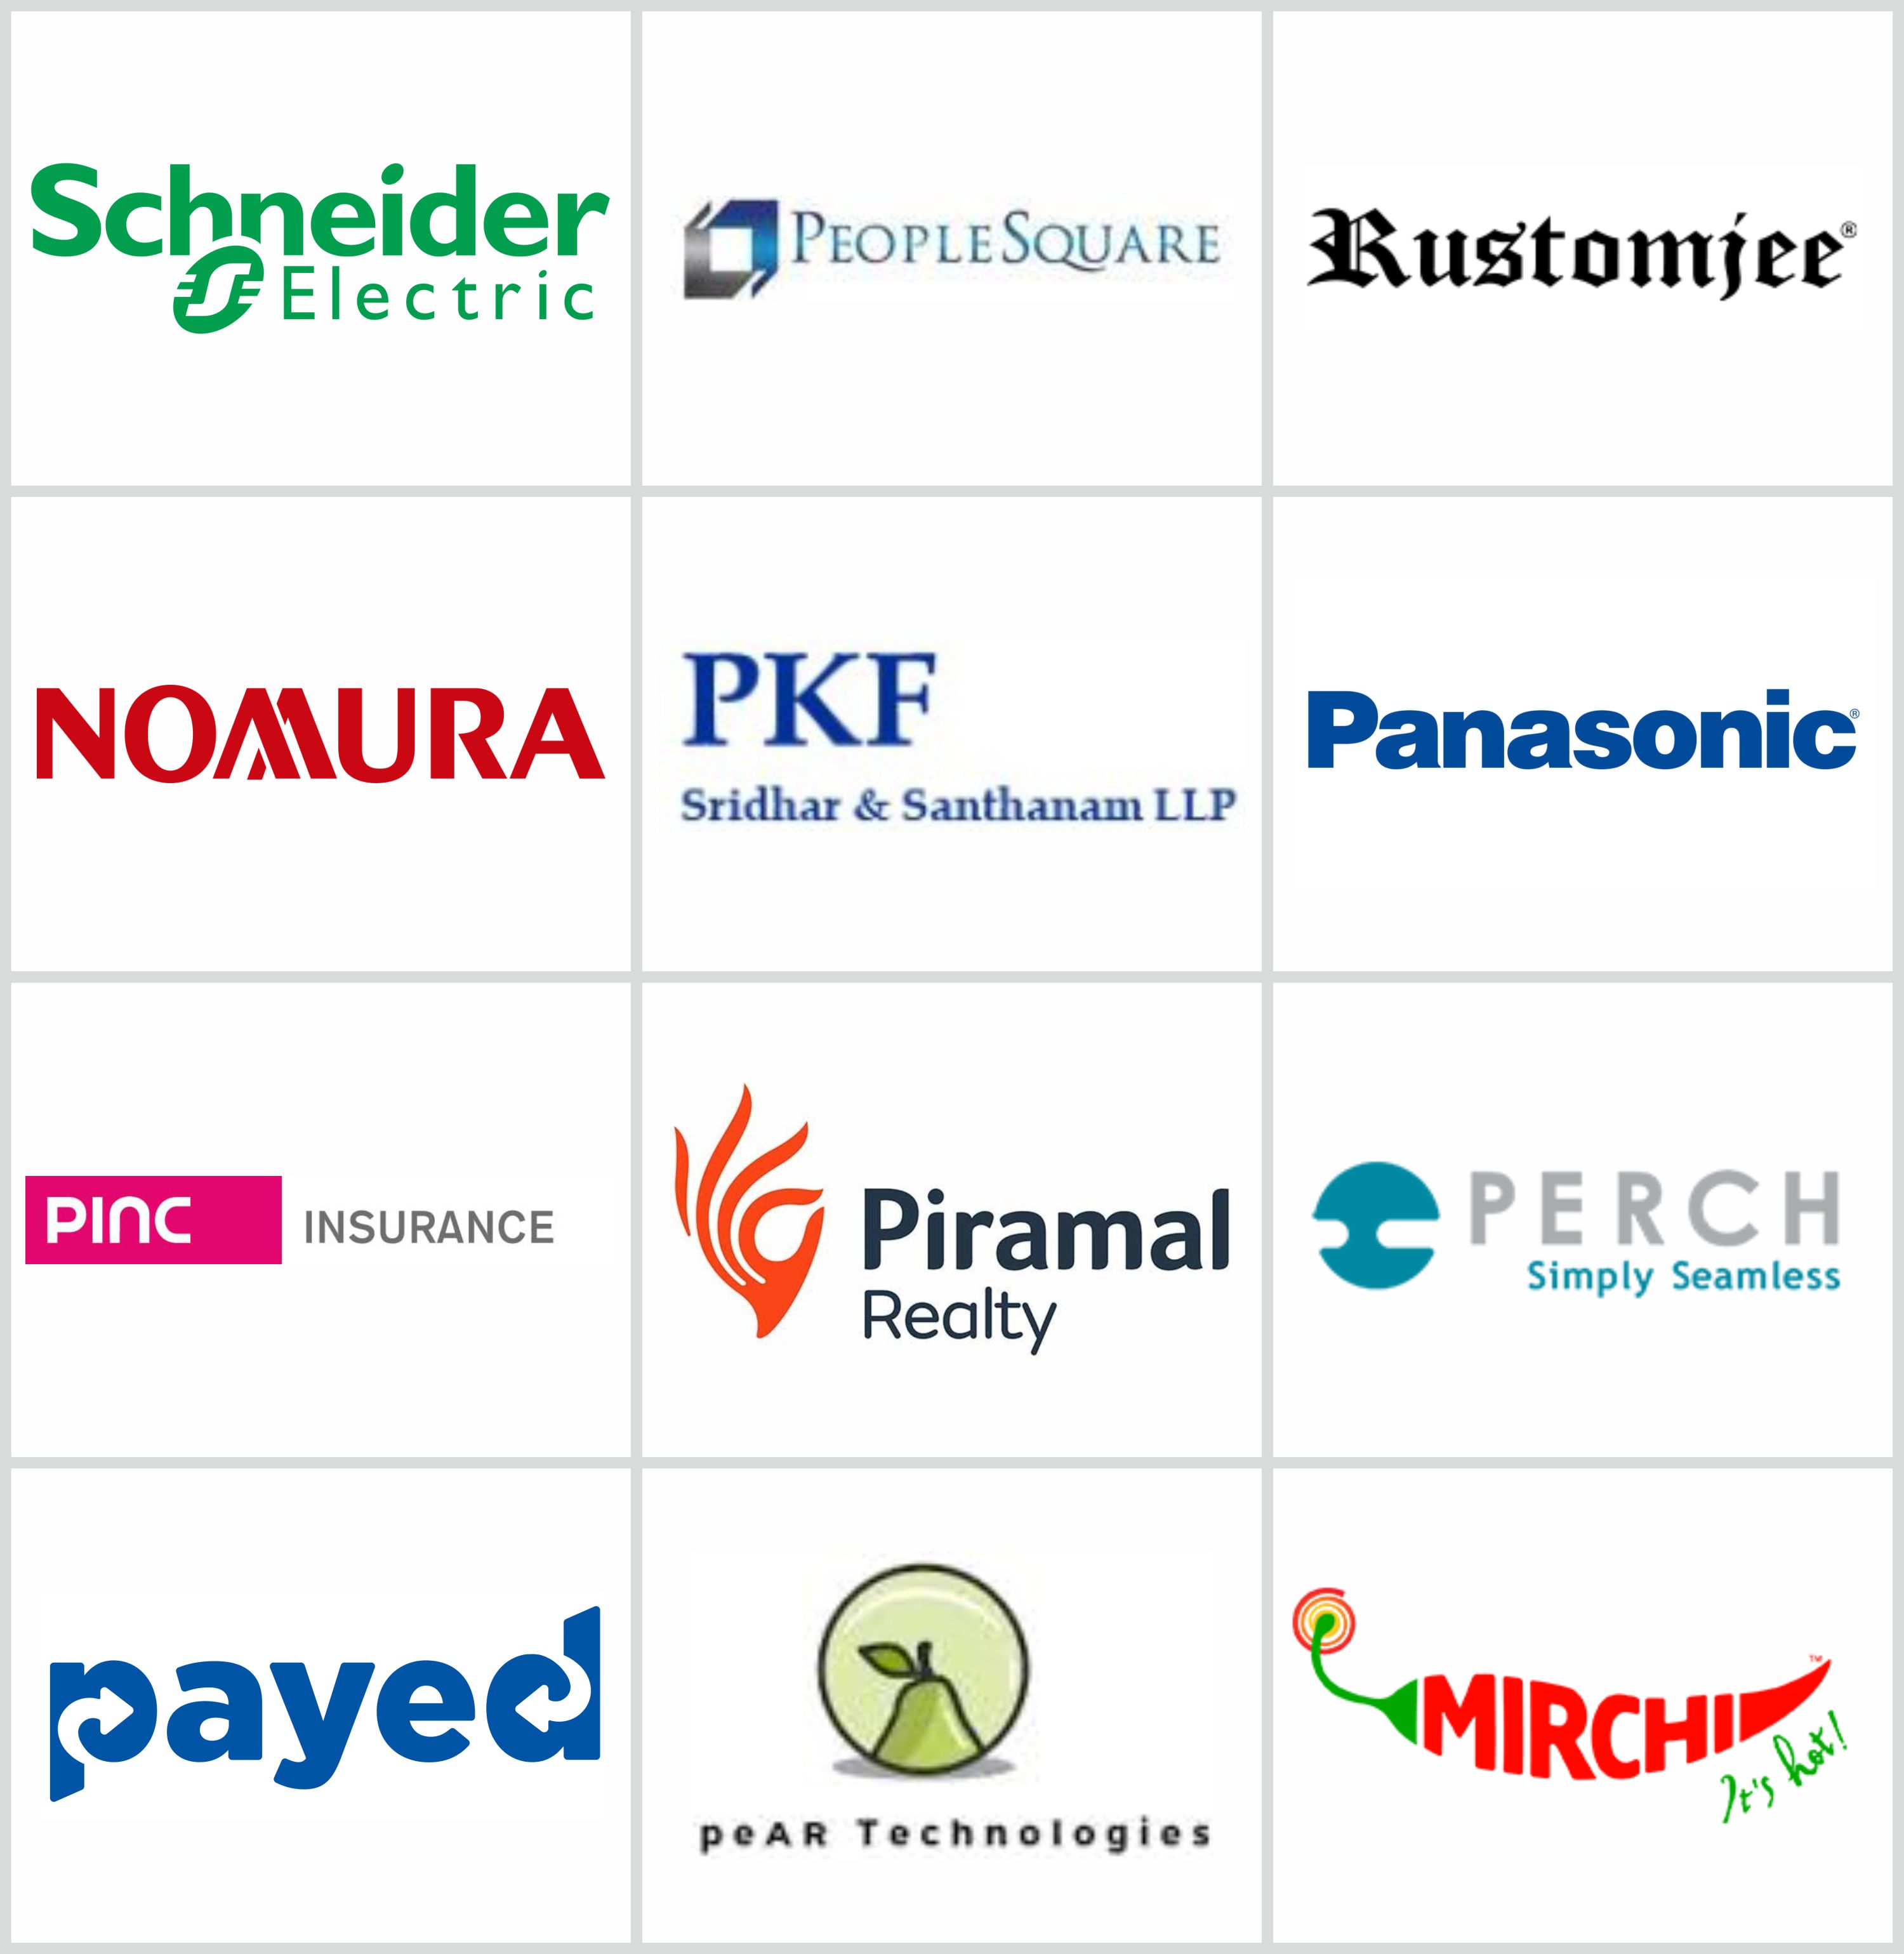 Schneider
Electric
PEOPLESQUARE
Rustomjee®
NOMURA
PKF
Sridhar & Santhanam LLP
Panasonic®
PINC INSURANCE
Piramal
Realty
PERCH
Simply Seamless
payed
peAR Technologies
MIRCHI™
It's hot!